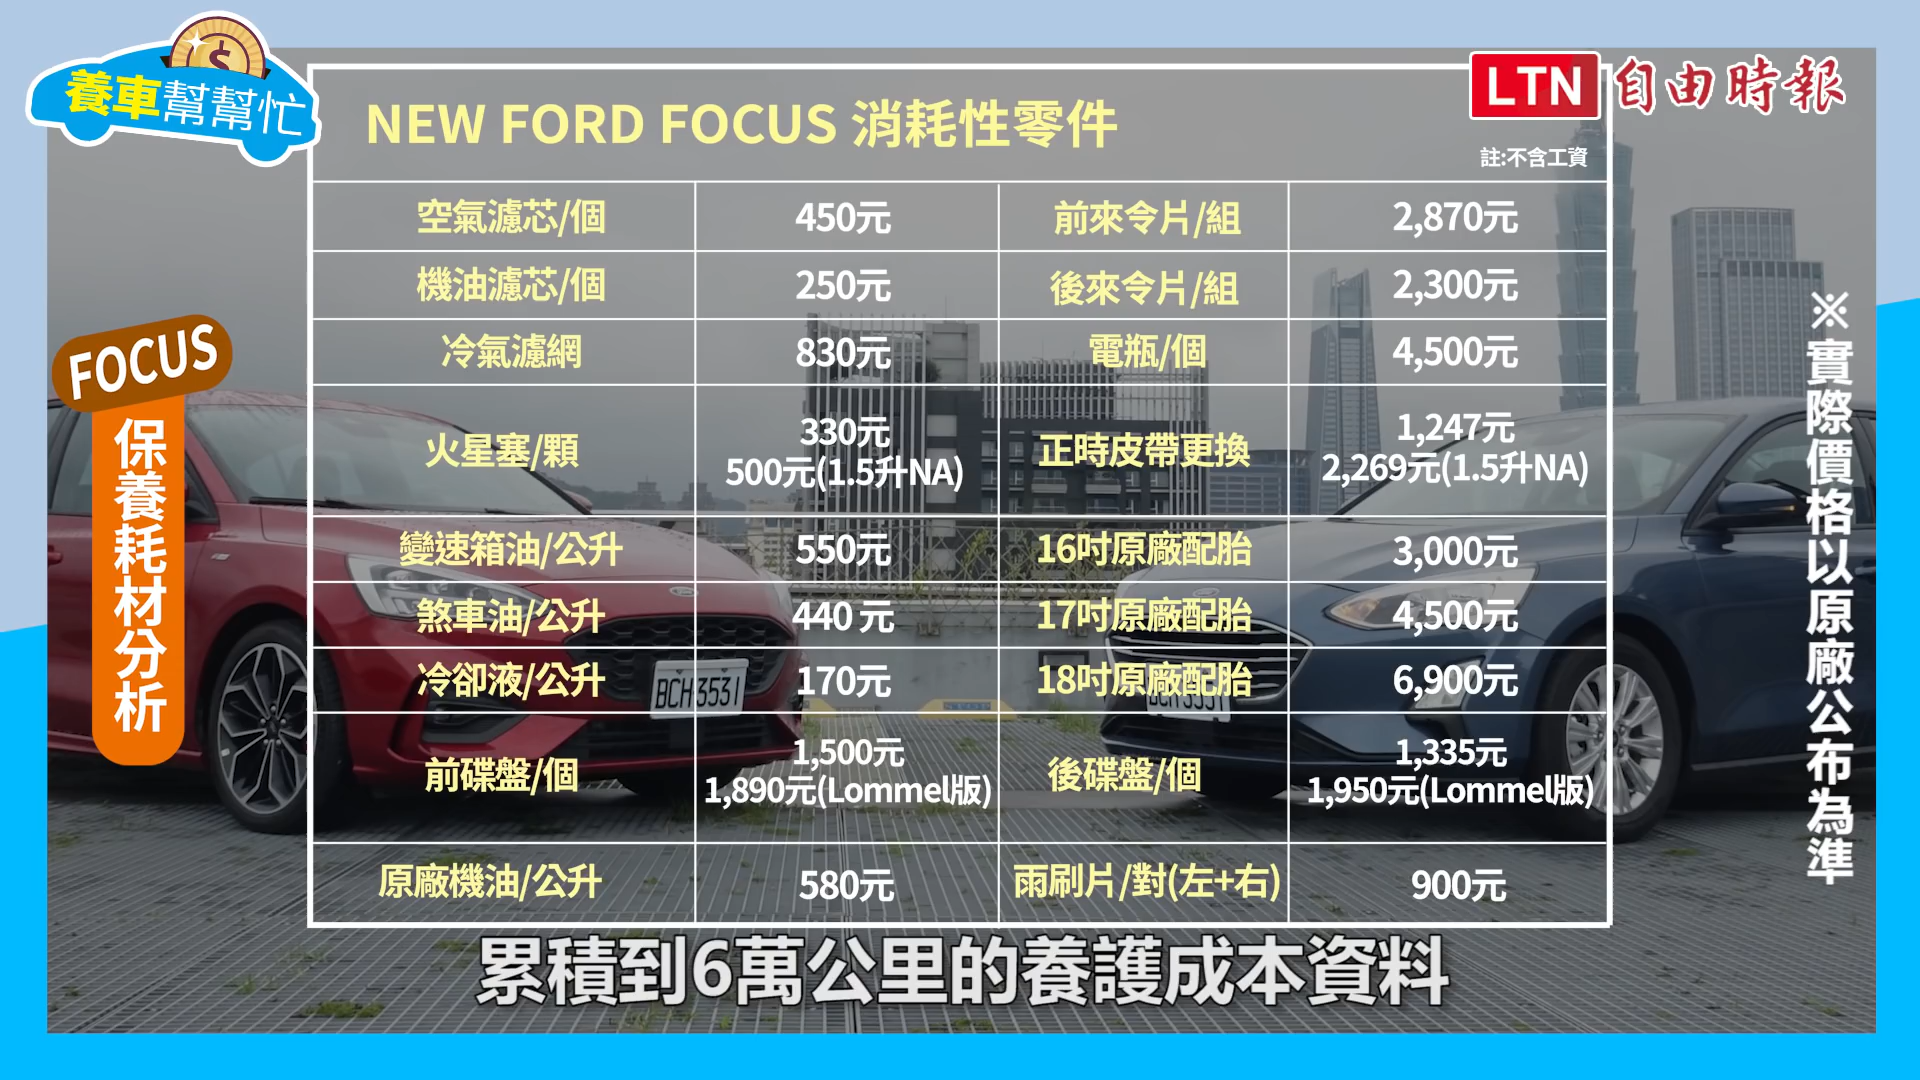 養車幫幫忙
LTN 自由時報
NEW FORD FOCUS 消耗性零件
註:不含工資
空氣濾芯/個 450元 前來令片/組 2,870元
機油濾芯/個 250元 後來令片/組 2,300元
冷氣濾網 830元 電瓶/個 4,500元
火星塞/顆 330元 正時皮帶更換 1,247元
500元(1.5升NA) 2,269元(1.5升NA)
變速箱油/公升 550元 16吋原廠配胎 3,000元
煞車油/公升 440元 17吋原廠配胎 4,500元
冷卻液/公升 170元 18吋原廠配胎 6,900元
前碟盤/個 1,500元 後碟盤/個 1,335元
1,890元(Lommel版) 1,950元(Lommel版)
原廠機油/公升 580元 雨刷片/對(左+右) 900元
FOCUS
保養耗材分析
※實際價格以原廠公布為準
BCH3531
累積到6萬公里的養護成本資料